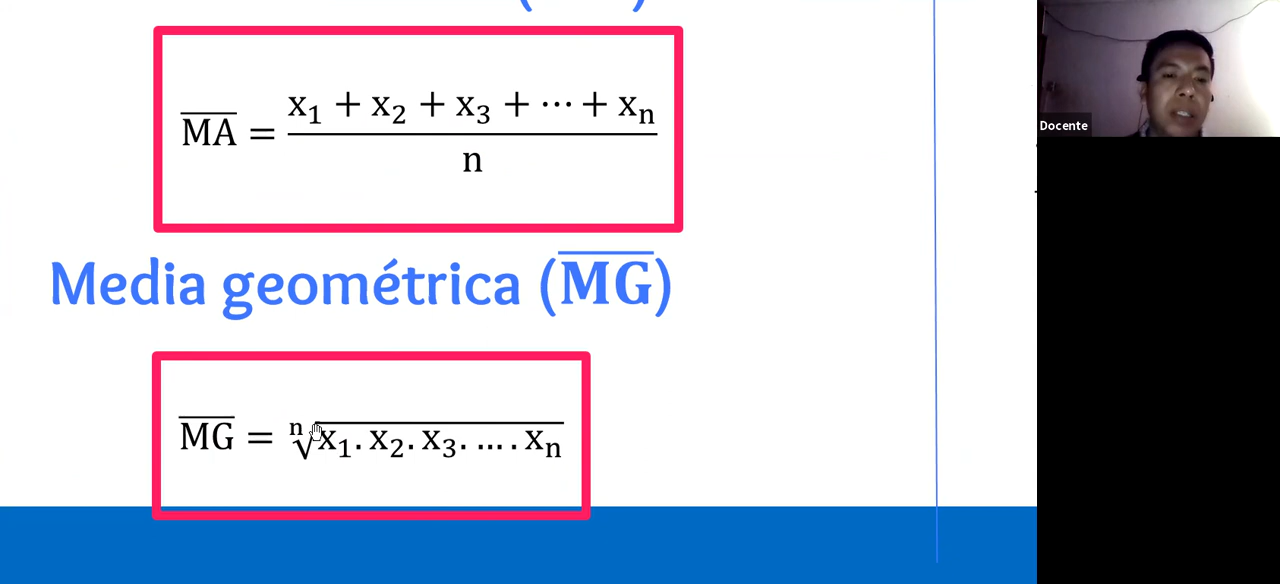 MA = x₁ + x₂ + x₃ + ⋯ + xₙ
n
Docente
Media geométrica (MG)
MG = ⁿ√x₁. x₂. x₃. … . xₙ